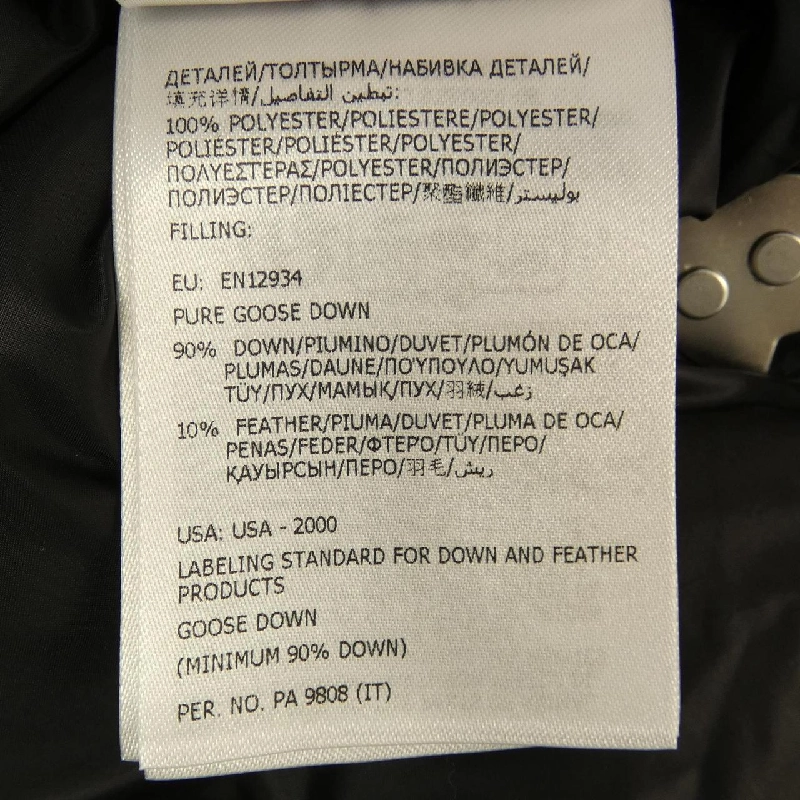 ДЕТАЛЕЙ/ТОЛТЫРМА/НАБИВКА ДЕТАЛЕЙ/
填充详情/تبطين التفاصيل:
100% POLYESTER/POLIESTERE/POLYESTER/
POLIÉSTER/POLIÉSTER/POLYESTER/
ΠΟΛΥΕΣΤΕΡΑΣ/POLYESTER/ПОЛИЭСТЕР/
ПОЛИЭСТЕР/ПОЛІЕСТЕР/聚酯纖維/بوليستر
FILLING:
EU: EN12934
PURE GOOSE DOWN
90% DOWN/PIUMINO/DUVET/PLUMÓN DE OCA/
PLUMAS/DAUNE/ΠΟΎΠΟΥΛΟ/YUMUŞAK
TÜY/ПУХ/МАМЫҚ/ПУХ/羽絨/زغب
10% FEATHER/PIUMA/DUVET/PLUMA DE OCA/
PENAS/FEDER/ΦΤΕΡΌ/TÜY/ПЕРО/
ҚАУЫРСЫН/ПЕРО/羽毛/ريش
USA: USA - 2000
LABELING STANDARD FOR DOWN AND FEATHER
PRODUCTS
GOOSE DOWN
(MINIMUM 90% DOWN)
PER. NO. PA 9808 (IT)